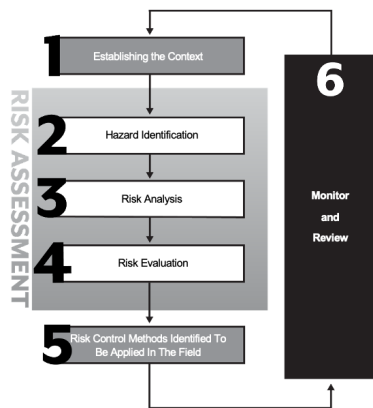 1
Establishing the Context
RISK ASSESSMENT
2
Hazard Identification
3
Risk Analysis
4
Risk Evaluation
5
Risk Control Methods Identified To
Be Applied In The Field
6
Monitor
and
Review